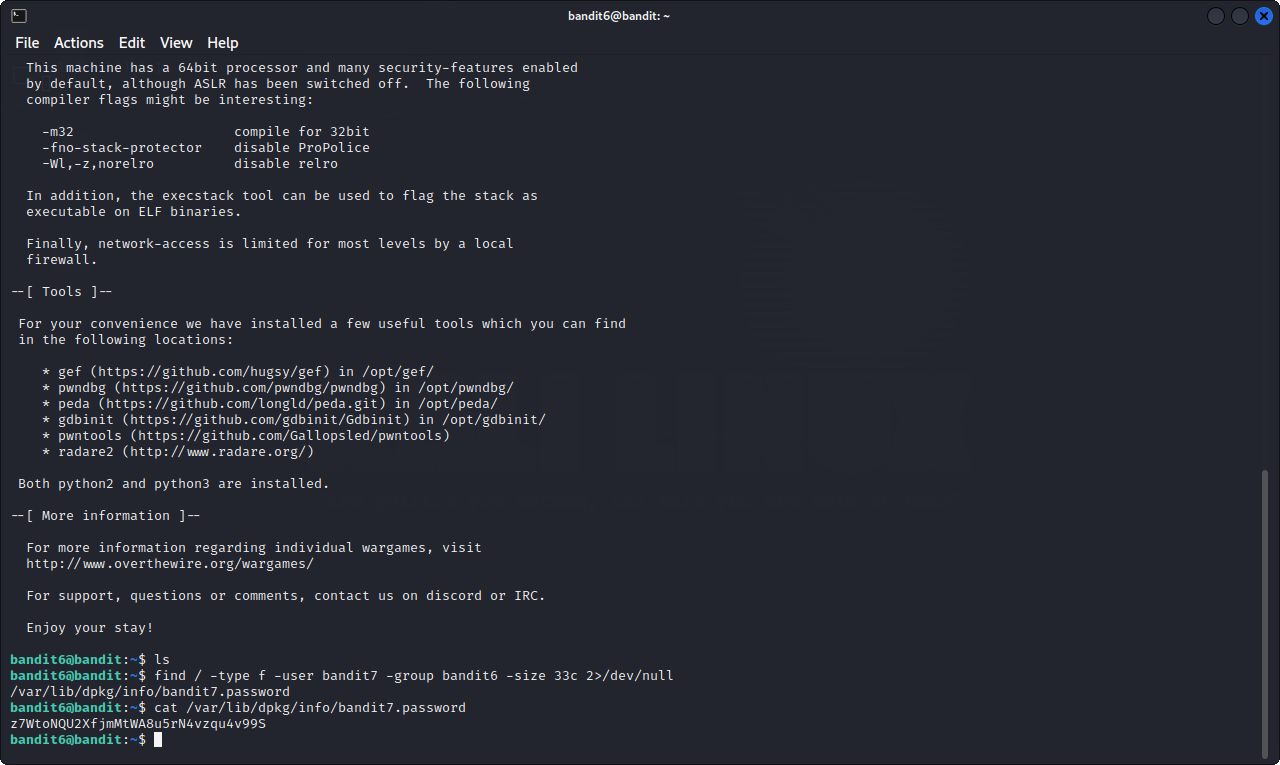 bandit6@bandit: ~
File Actions Edit View Help
This machine has a 64bit processor and many security-features enabled
by default, although ASLR has been switched off.  The following
compiler flags might be interesting:
-m32                    compile for 32bit
-fno-stack-protector    disable ProPolice
-Wl,-z,norelro          disable relro
In addition, the execstack tool can be used to flag the stack as
executable on ELF binaries.
Finally, network-access is limited for most levels by a local
firewall.
--[ Tools ]--
For your convenience we have installed a few useful tools which you can find
in the following locations:
* gef (https://github.com/hugsy/gef) in /opt/gef/
* pwndbg (https://github.com/pwndbg/pwndbg) in /opt/pwndbg/
* peda (https://github.com/longld/peda.git) in /opt/peda/
* gdbinit (https://github.com/gdbinit/Gdbinit) in /opt/gdbinit/
* pwntools (https://github.com/Gallopsled/pwntools)
* radare2 (http://www.radare.org/)
Both python2 and python3 are installed.
--[ More information ]--
For more information regarding individual wargames, visit
http://www.overthewire.org/wargames/
For support, questions or comments, contact us on discord or IRC.
Enjoy your stay!
bandit6@bandit:~$ ls
bandit6@bandit:~$ find / -type f -user bandit7 -group bandit6 -size 33c 2>/dev/null
/var/lib/dpkg/info/bandit7.password
bandit6@bandit:~$ cat /var/lib/dpkg/info/bandit7.password
z7WtoNQU2XfjmMtWA8u5rN4vzqu4v99S
bandit6@bandit:~$